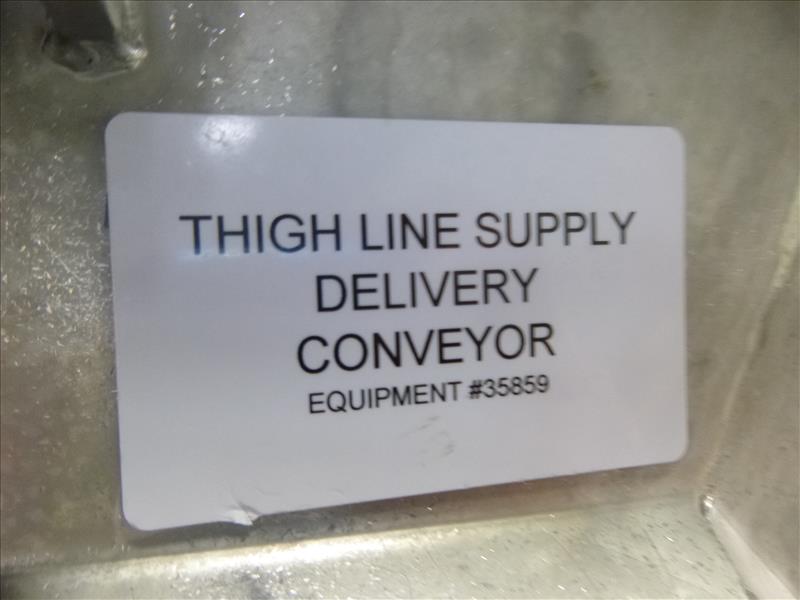 THIGH LINE SUPPLY
DELIVERY
CONVEYOR
EQUIPMENT #35859